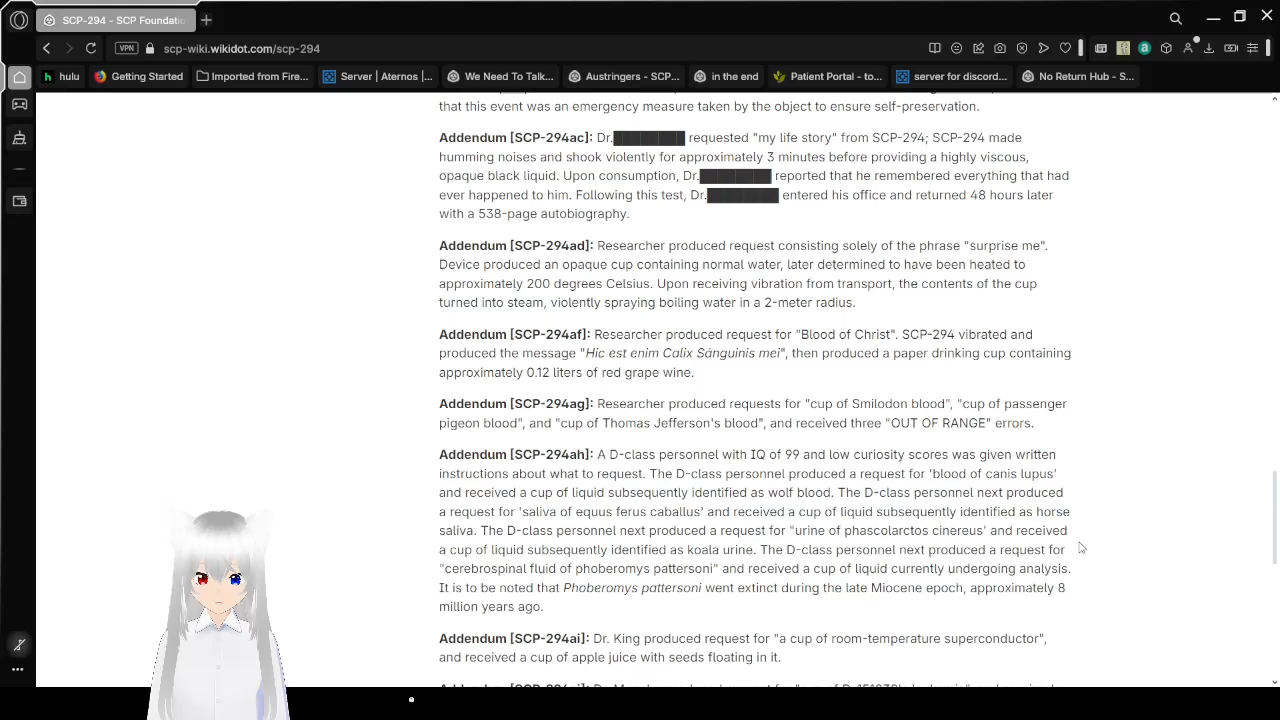 SCP-294 - SCP Foundatio
VPN
scp-wiki.wikidot.com/scp-294
hulu
Getting Started
Imported from Fire...
Server | Aternos |...
We Need To Talk...
Austringers - SCP...
in the end
Patient Portal - to...
server for discord...
No Return Hub - S...
that this event was an emergency measure taken by the object to ensure self-preservation.
Addendum [SCP-294ac]: Dr.████████ requested "my life story" from SCP-294; SCP-294 made
humming noises and shook violently for approximately 3 minutes before providing a highly viscous,
opaque black liquid. Upon consumption, Dr.████████ reported that he remembered everything that had
ever happened to him. Following this test, Dr.████████ entered his office and returned 48 hours later
with a 538-page autobiography.
Addendum [SCP-294ad]: Researcher produced request consisting solely of the phrase "surprise me".
Device produced an opaque cup containing normal water, later determined to have been heated to
approximately 200 degrees Celsius. Upon receiving vibration from transport, the contents of the cup
turned into steam, violently spraying boiling water in a 2-meter radius.
Addendum [SCP-294af]: Researcher produced request for "Blood of Christ". SCP-294 vibrated and
produced the message "Hic est enim Calix Sánguinis mei", then produced a paper drinking cup containing
approximately 0.12 liters of red grape wine.
Addendum [SCP-294ag]: Researcher produced requests for "cup of Smilodon blood", "cup of passenger
pigeon blood", and "cup of Thomas Jefferson's blood", and received three "OUT OF RANGE" errors.
Addendum [SCP-294ah]: A D-class personnel with IQ of 99 and low curiosity scores was given written
instructions about what to request. The D-class personnel produced a request for 'blood of canis lupus'
and received a cup of liquid subsequently identified as wolf blood. The D-class personnel next produced
a request for 'saliva of equus ferus caballus' and received a cup of liquid subsequently identified as horse
saliva. The D-class personnel next produced a request for "urine of phascolarctos cinereus' and received
a cup of liquid subsequently identified as koala urine. The D-class personnel next produced a request for
"cerebrospinal fluid of phoberomys pattersoni" and received a cup of liquid currently undergoing analysis.
It is to be noted that Phoberomys pattersoni went extinct during the late Miocene epoch, approximately 8
million years ago.
Addendum [SCP-294ai]: Dr. King produced request for "a cup of room-temperature superconductor",
and received a cup of apple juice with seeds floating in it.